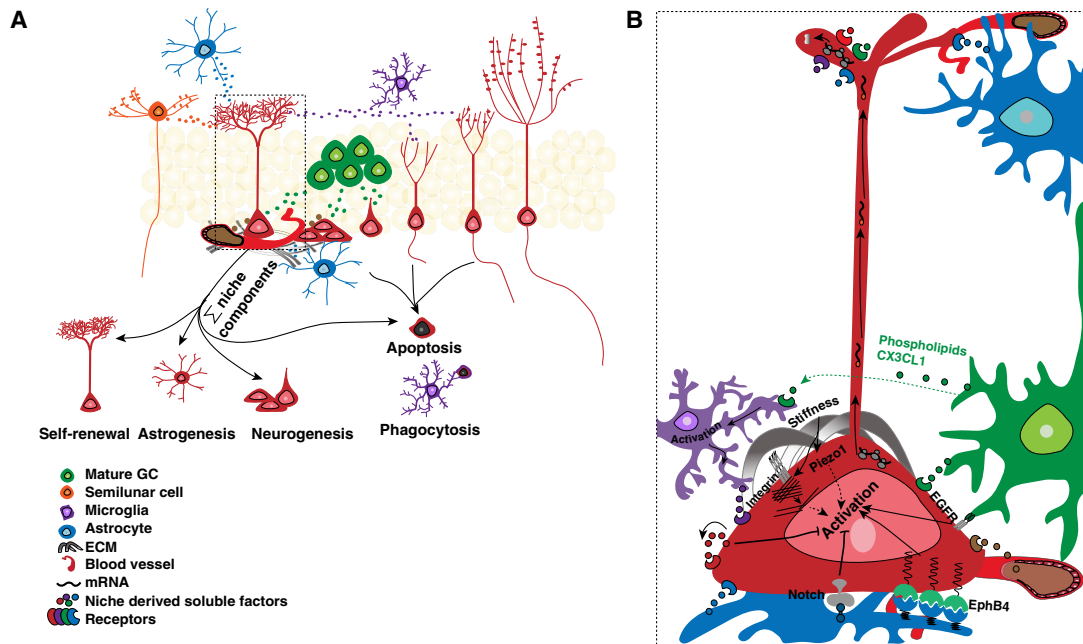 A
∑ niche
components
Apoptosis
Phagocytosis
Self-renewal
Astrogenesis
Neurogenesis
Mature GC
Semilunar cell
Microglia
Astrocyte
ECM
Blood vessel
mRNA
Niche derived soluble factors
Receptors
B
Phospholipids
CX3CL1
Stiffness
Activation
Integrin
Piezo1
Activation
EGFR
Notch
EphB4